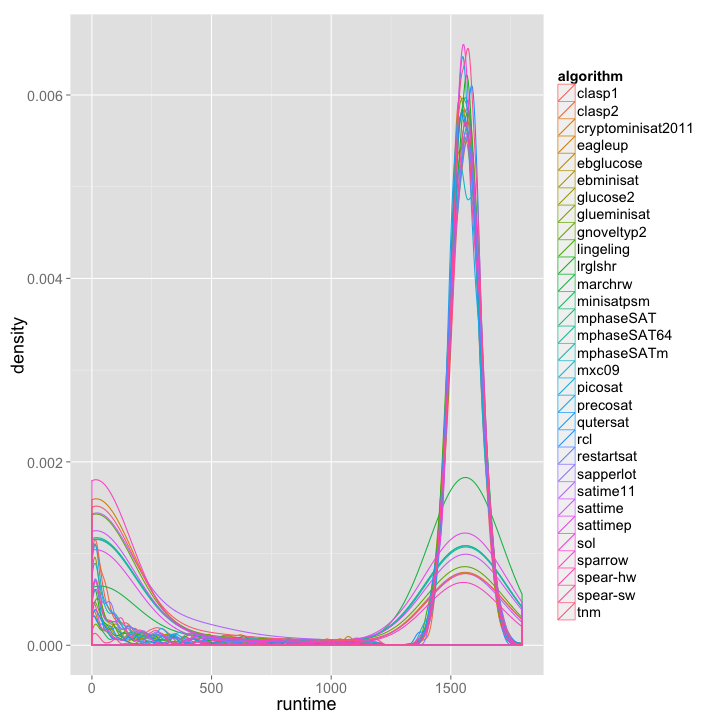 algorithm
clasp1
clasp2
cryptominisat2011
eagleup
ebglucose
ebminisat
glucose2
glueminisat
gnoveltyp2
lingeling
lrglshr
marchrw
minisatpsm
mphaseSAT
mphaseSAT64
mphaseSATm
mxc09
picosat
precosat
qutersat
rcl
restartsat
sapperlot
satime11
sattime
sattimep
sol
sparrow
spear-hw
spear-sw
tnm
density
0.006
0.004
0.002
0.000
0
500
1000
1500
runtime